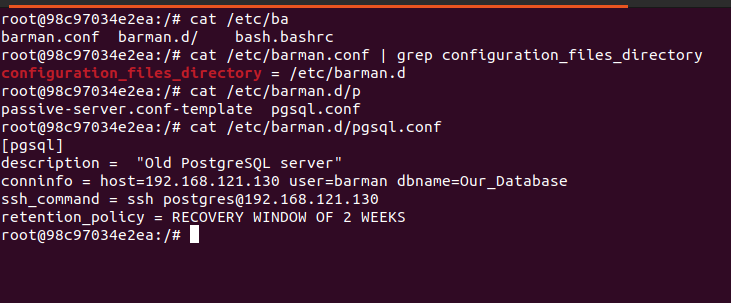 root@98c97034e2ea:/# cat /etc/ba
barman.conf  barman.d/    bash.bashrc
root@98c97034e2ea:/# cat /etc/barman.conf | grep configuration_files_directory
configuration_files_directory = /etc/barman.d
root@98c97034e2ea:/# cat /etc/barman.d/p
passive-server.conf-template  pgsql.conf
root@98c97034e2ea:/# cat /etc/barman.d/pgsql.conf
[pgsql]
description =  "Old PostgreSQL server"
conninfo = host=192.168.121.130 user=barman dbname=Our_Database
ssh_command = ssh postgres@192.168.121.130
retention_policy = RECOVERY WINDOW OF 2 WEEKS
root@98c97034e2ea:/#